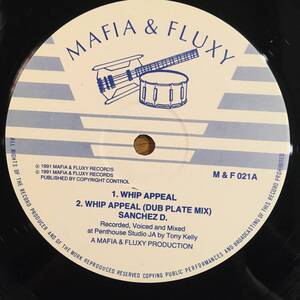 MAFIA & FLUXY
℗ 1991 MAFIA & FLUXY RECORDS
© 1991 MAFIA & FLUXY RECORDS
PUBLISHED BY COPYRIGHT CONTROL
M & F 021A
1. WHIP APPEAL
2. WHIP APPEAL (DUB PLATE MIX)
SANCHEZ D.
Recorded, Voiced and Mixed
at Penthouse Studio JA by Tony Kelly
A MAFIA & FLUXY PRODUCTION
ALL RIGHTS OF THE RECORD PRODUCER AND OF THE OWNER OF THE WORK REPRODUCED RESERVED COPYING PUBLIC PERFORMANCES AND BROADCASTING OF THIS RECORD PROHIBITED